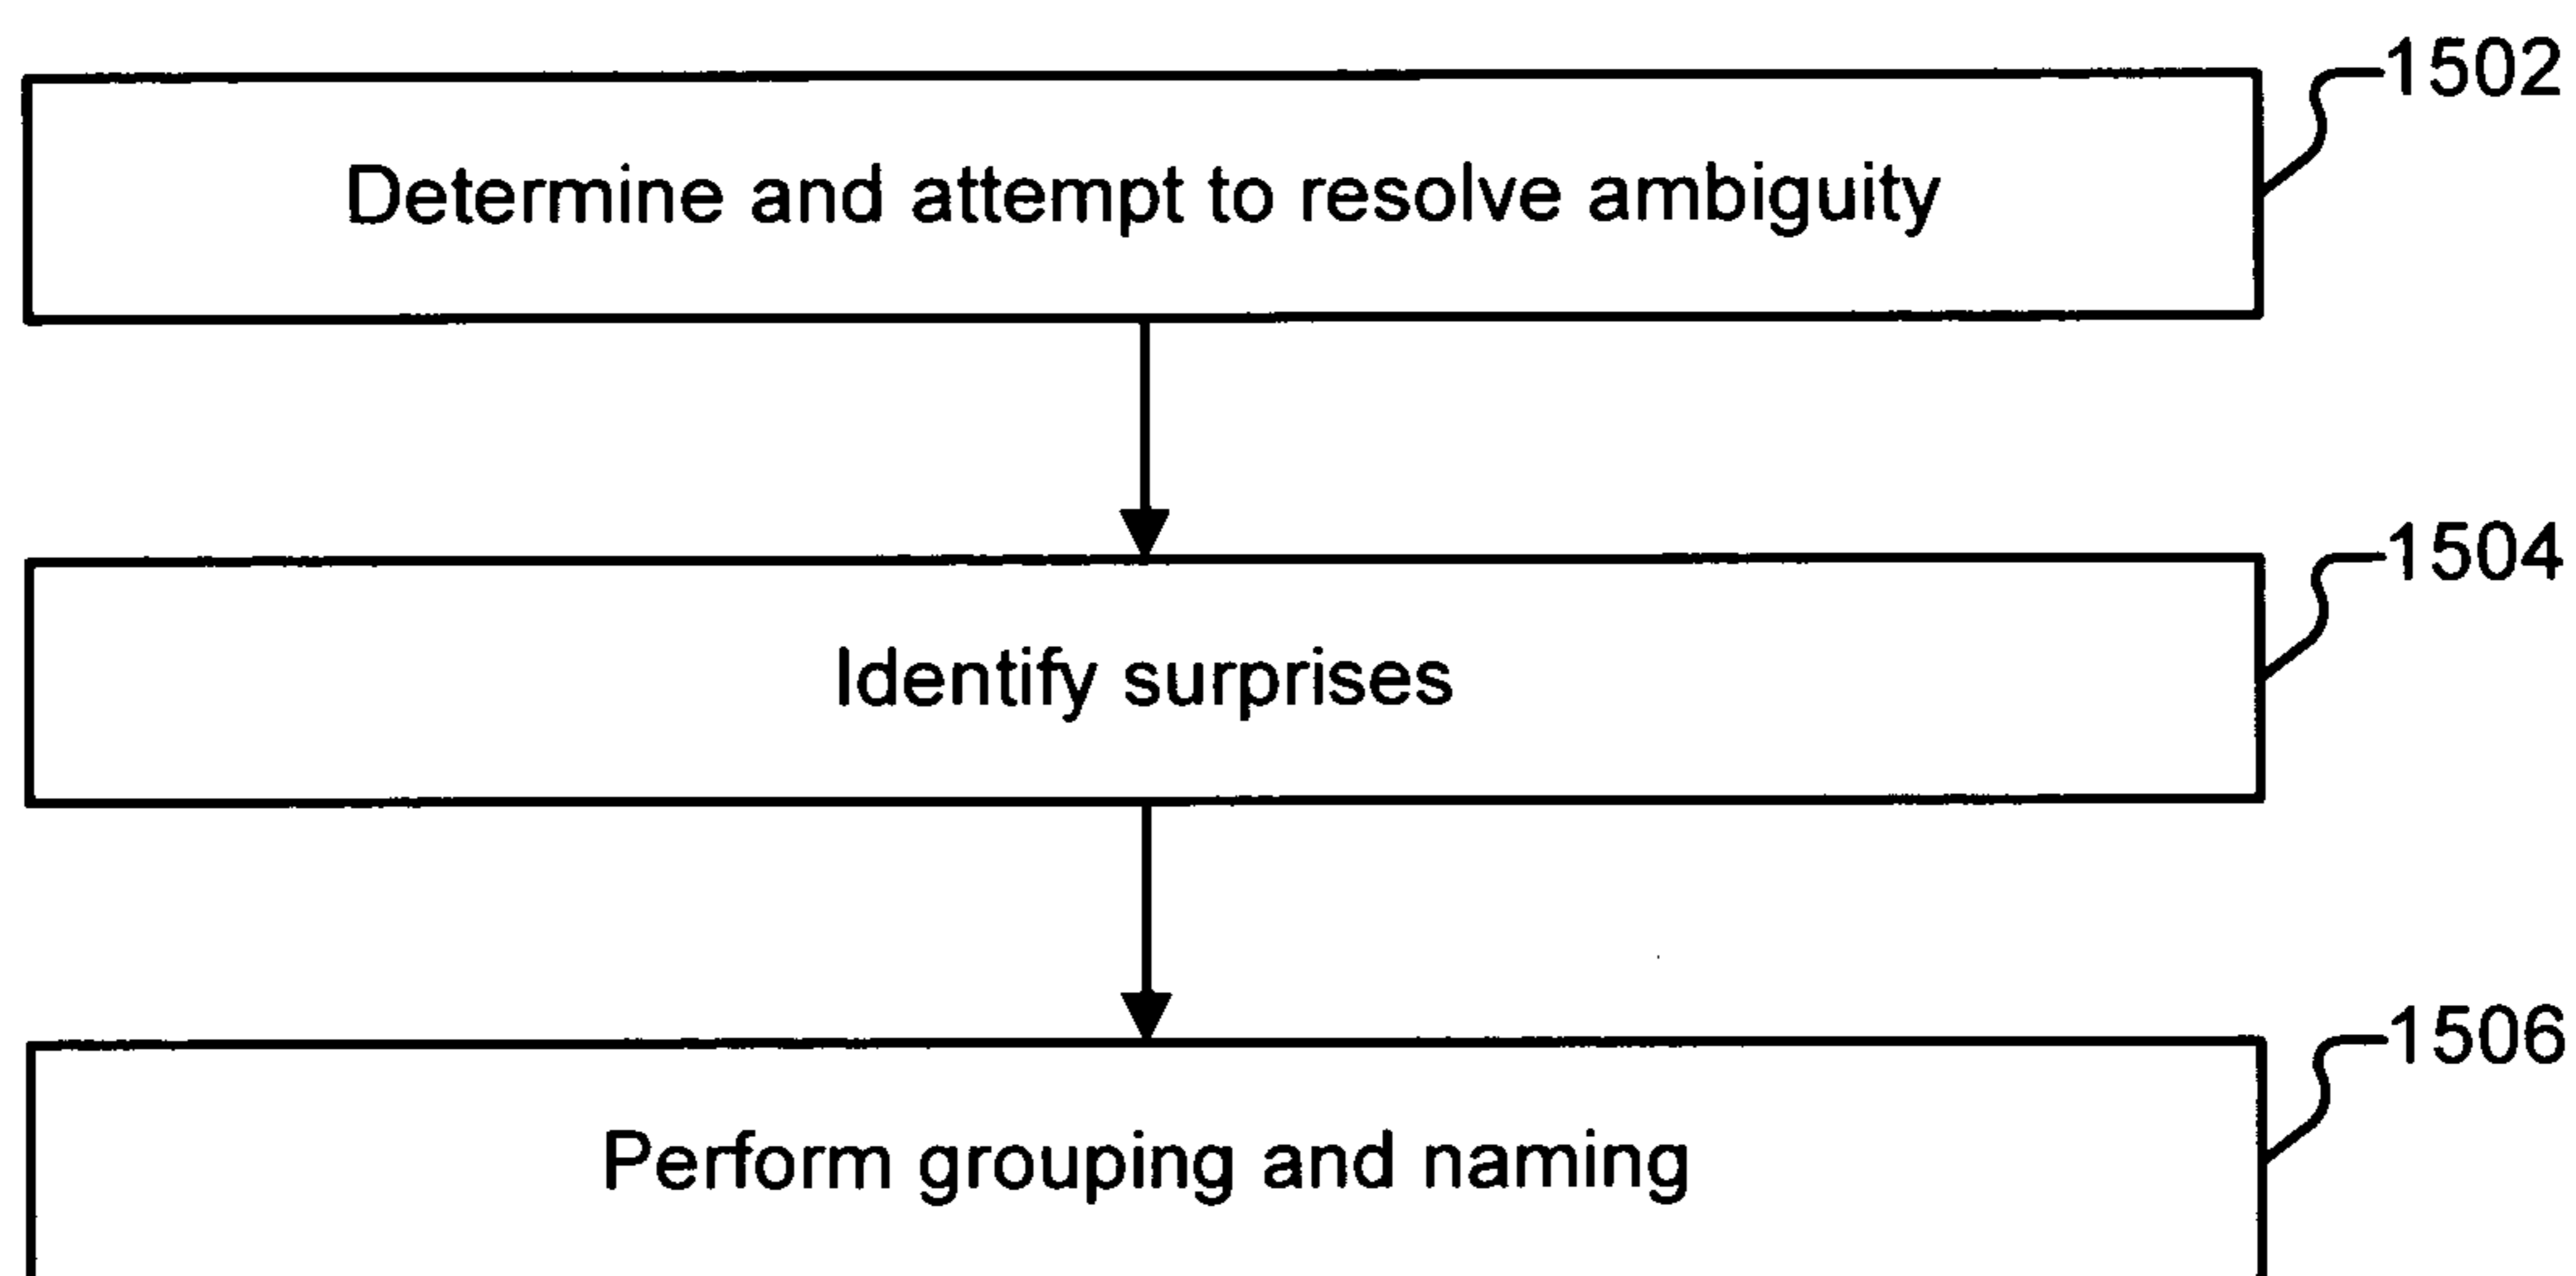 1502
Determine and attempt to resolve ambiguity
1504
Identify surprises
1506
Perform grouping and naming